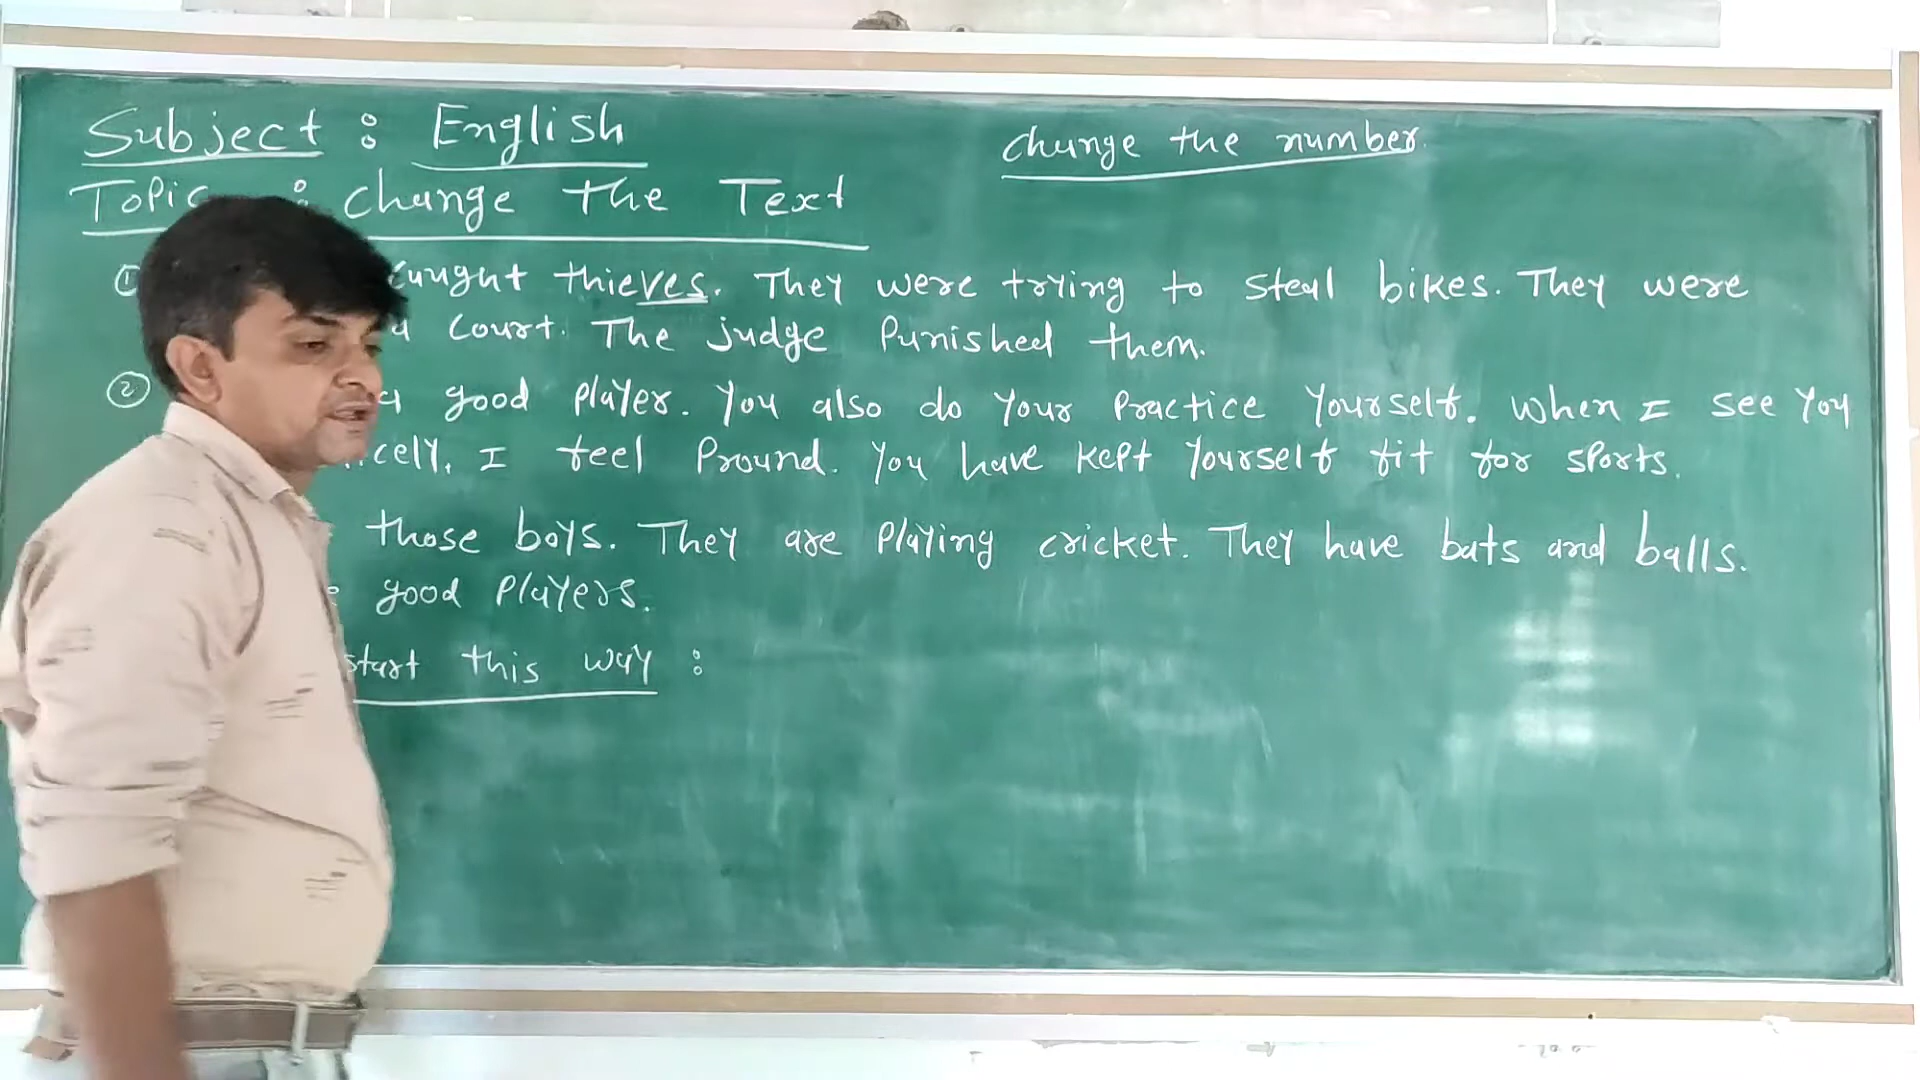 Subject : English
change the number.
Topic : change the Text
① caught thieves. They were trying to steal bikes. They were
a court. The judge punished them.
② a good player. You also do your practice yourself. When I see you
cely, I feel Pround. You have kept yourself fit for sports.
those boys. They are playing cricket. They have bats and balls.
good players.
start this way :